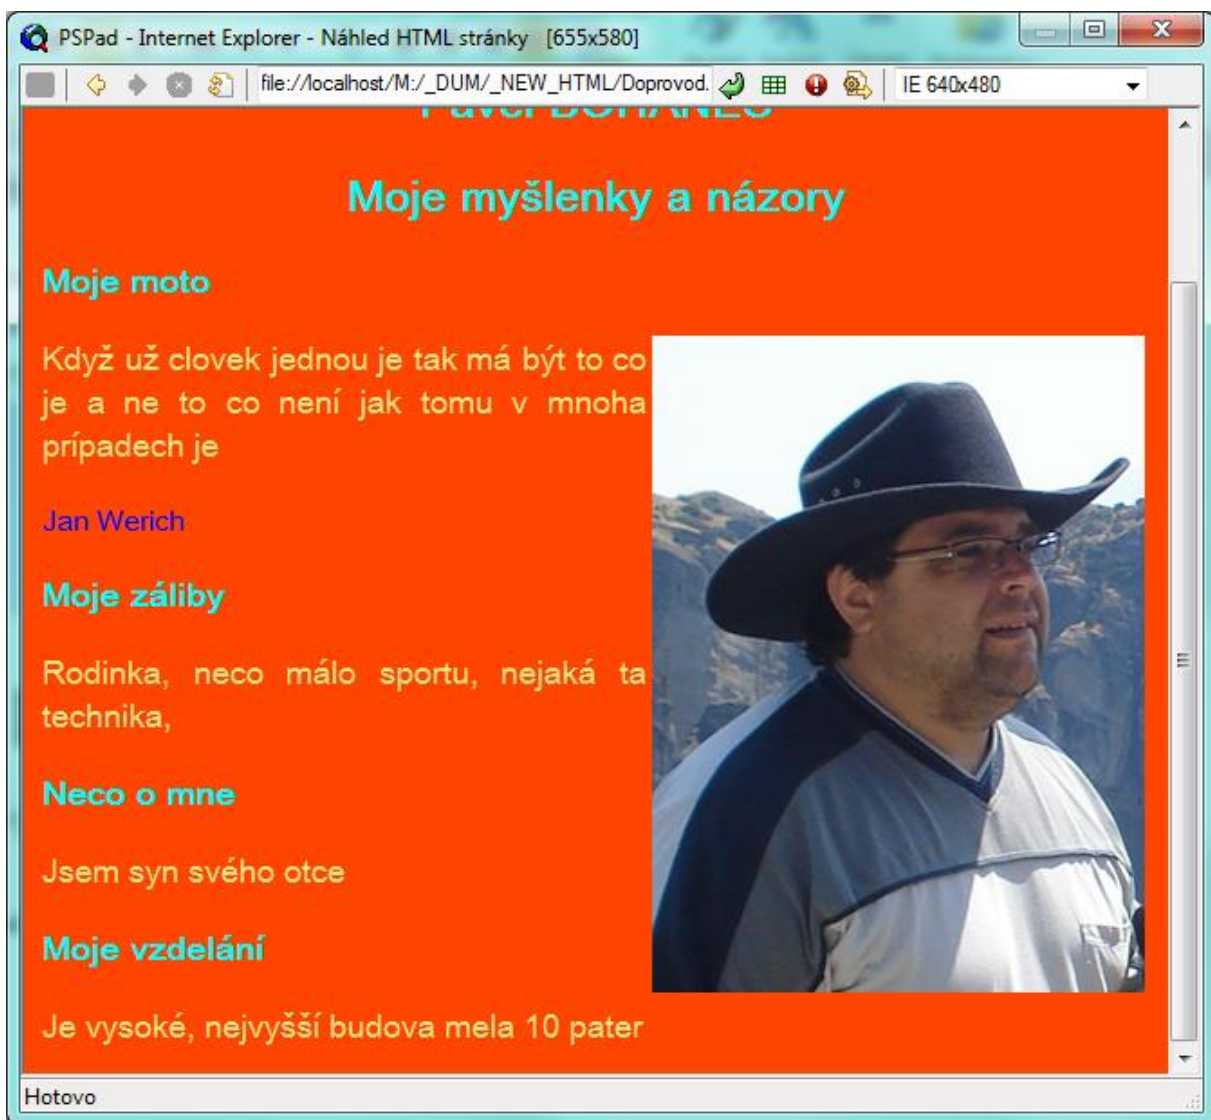 PSPad - Internet Explorer - Náhled HTML stránky [655x580]
file://localhost/M:/_DUM/_NEW_HTML/Doprovod. IE 640x480
Pavel BOHANES
Moje myšlenky a názory
Moje moto
Když už clovek jednou je tak má být to co
je a ne to co není jak tomu v mnoha
prípadech je
Jan Werich
Moje záliby
Rodinka, neco málo sportu, nejaká ta
technika,
Neco o mne
Jsem syn svého otce
Moje vzdelání
Je vysoké, nejvyšší budova mela 10 pater
Hotovo